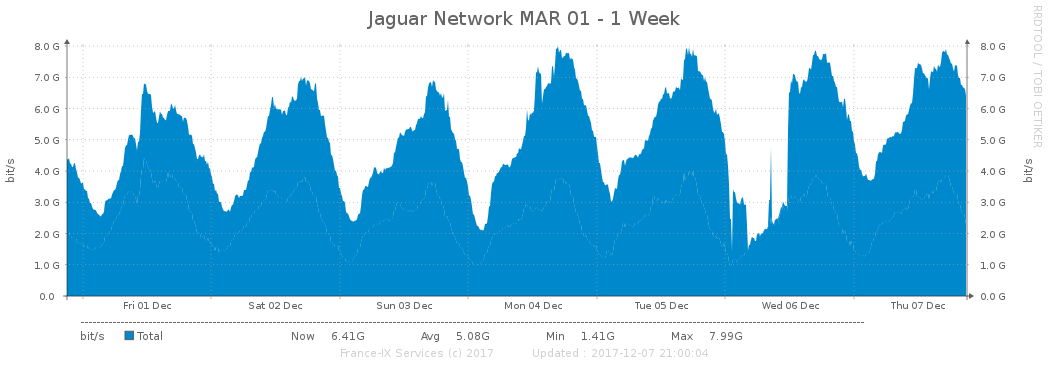 Jaguar Network MAR 01 - 1 Week
RRDTOOL / TOBI OETIKER
bit/s
8.0 G 8.0 G
7.0 G 7.0 G
6.0 G 6.0 G
5.0 G 5.0 G
4.0 G 4.0 G
3.0 G 3.0 G
2.0 G 2.0 G
1.0 G 1.0 G
0.0 0.0 G
bit/s
Fri 01 Dec Sat 02 Dec Sun 03 Dec Mon 04 Dec Tue 05 Dec Wed 06 Dec Thu 07 Dec
bit/s Total Now 6.41G Avg 5.08G Min 1.41G Max 7.99G
France-IX Services (c) 2017 Updated : 2017-12-07 21:00:04